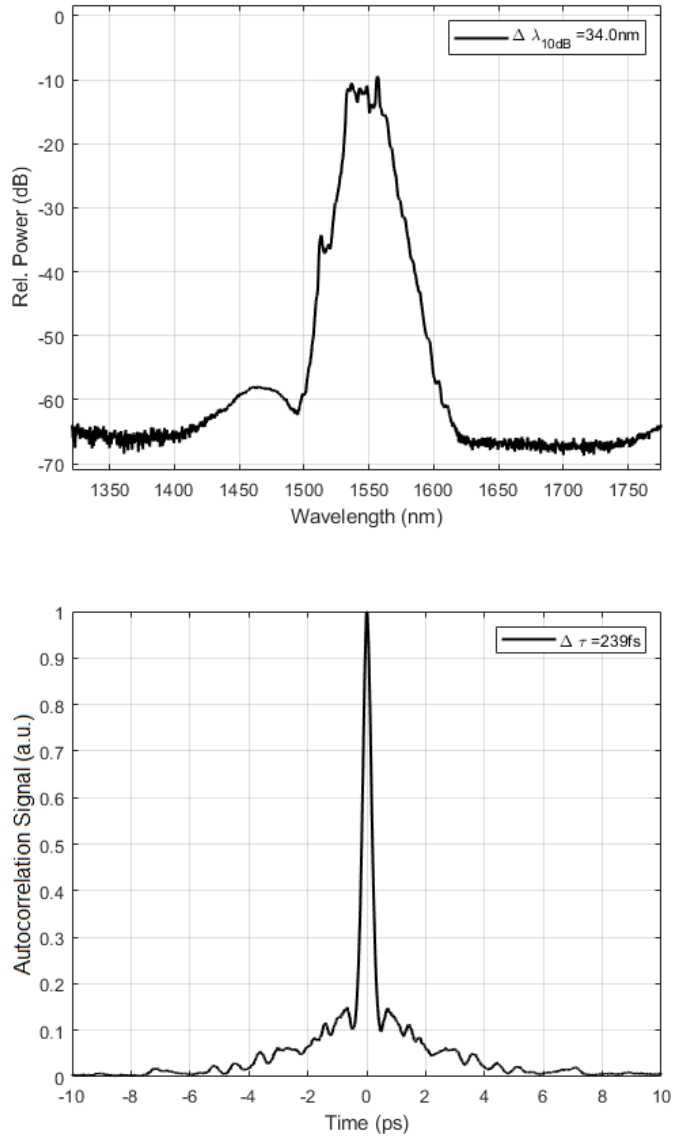 0
Δ λ10dB =34.0nm
-10
-20
-30
-40
-50
-60
-70
Rel. Power (dB)
1350 1400 1450 1500 1550 1600 1650 1700 1750
Wavelength (nm)
1
Δ τ =239fs
0.9
0.8
0.7
0.6
0.5
0.4
0.3
0.2
0.1
0
Autocorrelation Signal (a.u.)
-10 -8 -6 -4 -2 0 2 4 6 8 10
Time (ps)